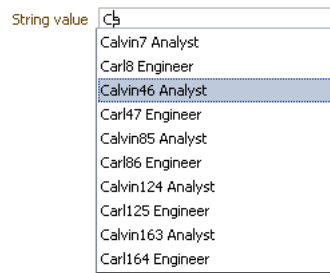 String value Ca
Calvin7 Analyst
Carl8 Engineer
Calvin46 Analyst
Carl47 Engineer
Calvin85 Analyst
Carl86 Engineer
Calvin124 Analyst
Carl125 Engineer
Calvin163 Analyst
Carl164 Engineer